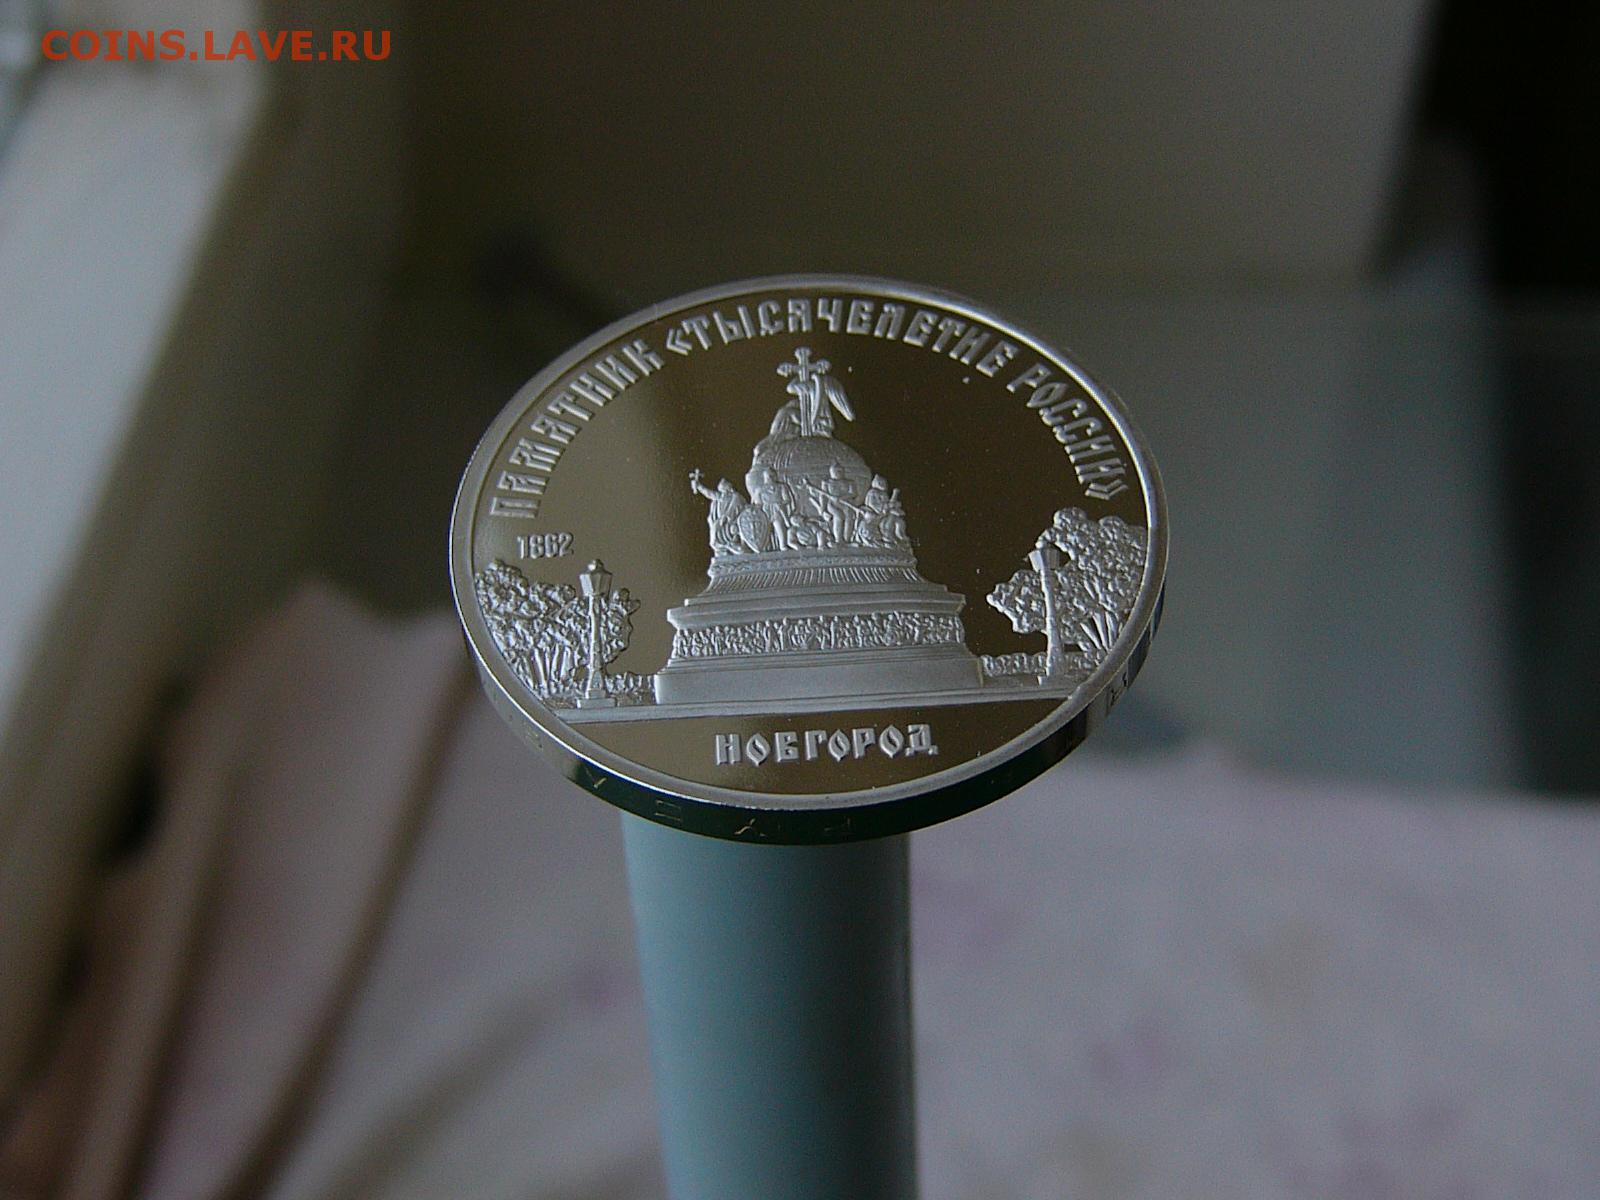 COINS.LAVE.RU
ПАМЯТНИК «ТЫСЯЧЕЛЕТИЕ РОССИИ»
1862
НОВГОРОД